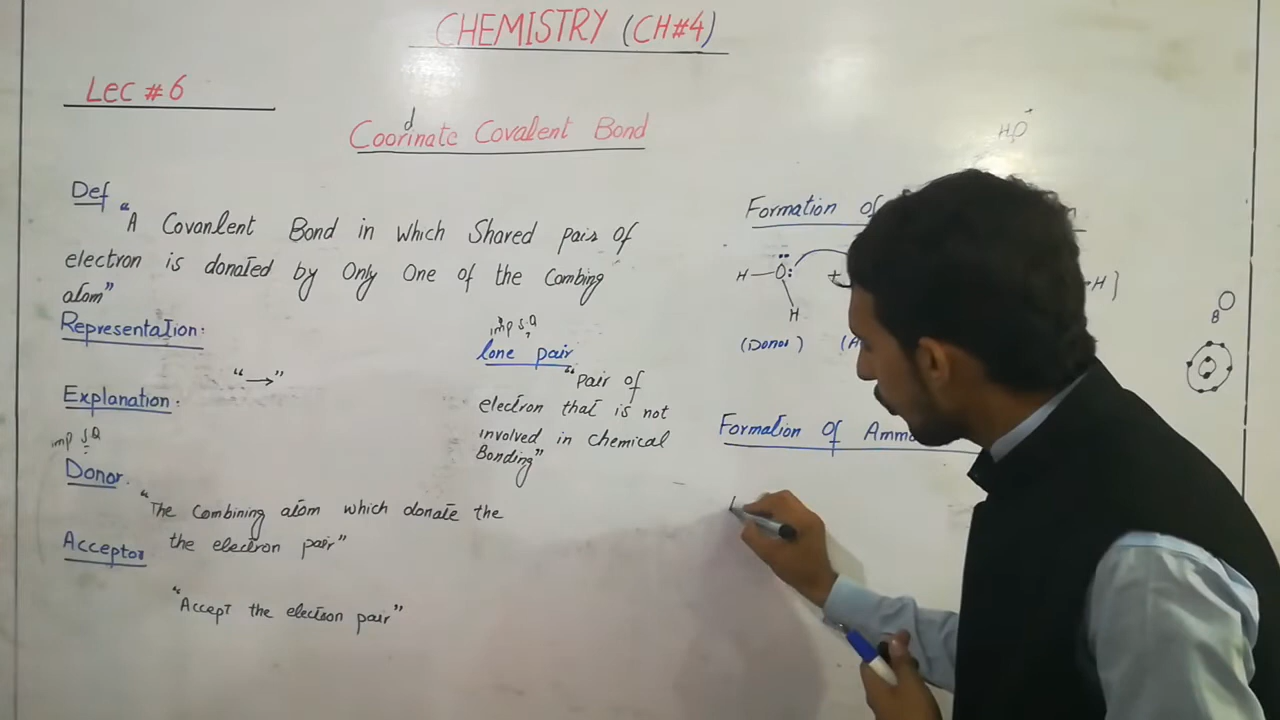 CHEMISTRY (CH#4)
Lec # 6
Coordinate Covalent Bond
Def
"A Covanlent Bond in which Shared pair of
electron is donated by Only One of the Combing
atom"
Representation:
"→"
Explanation:
imp S.Q
Donor.
"The Combining atom which donate the
the electron pair"
Acceptor
"Accept the electron pair"
imp S.Q
lone pair
"pair of
electron that is not
involved in chemical
Bonding"
H3O+
Formation of
H—O: +
H
H]
(Donor) (A
B
Formation Of Ammo